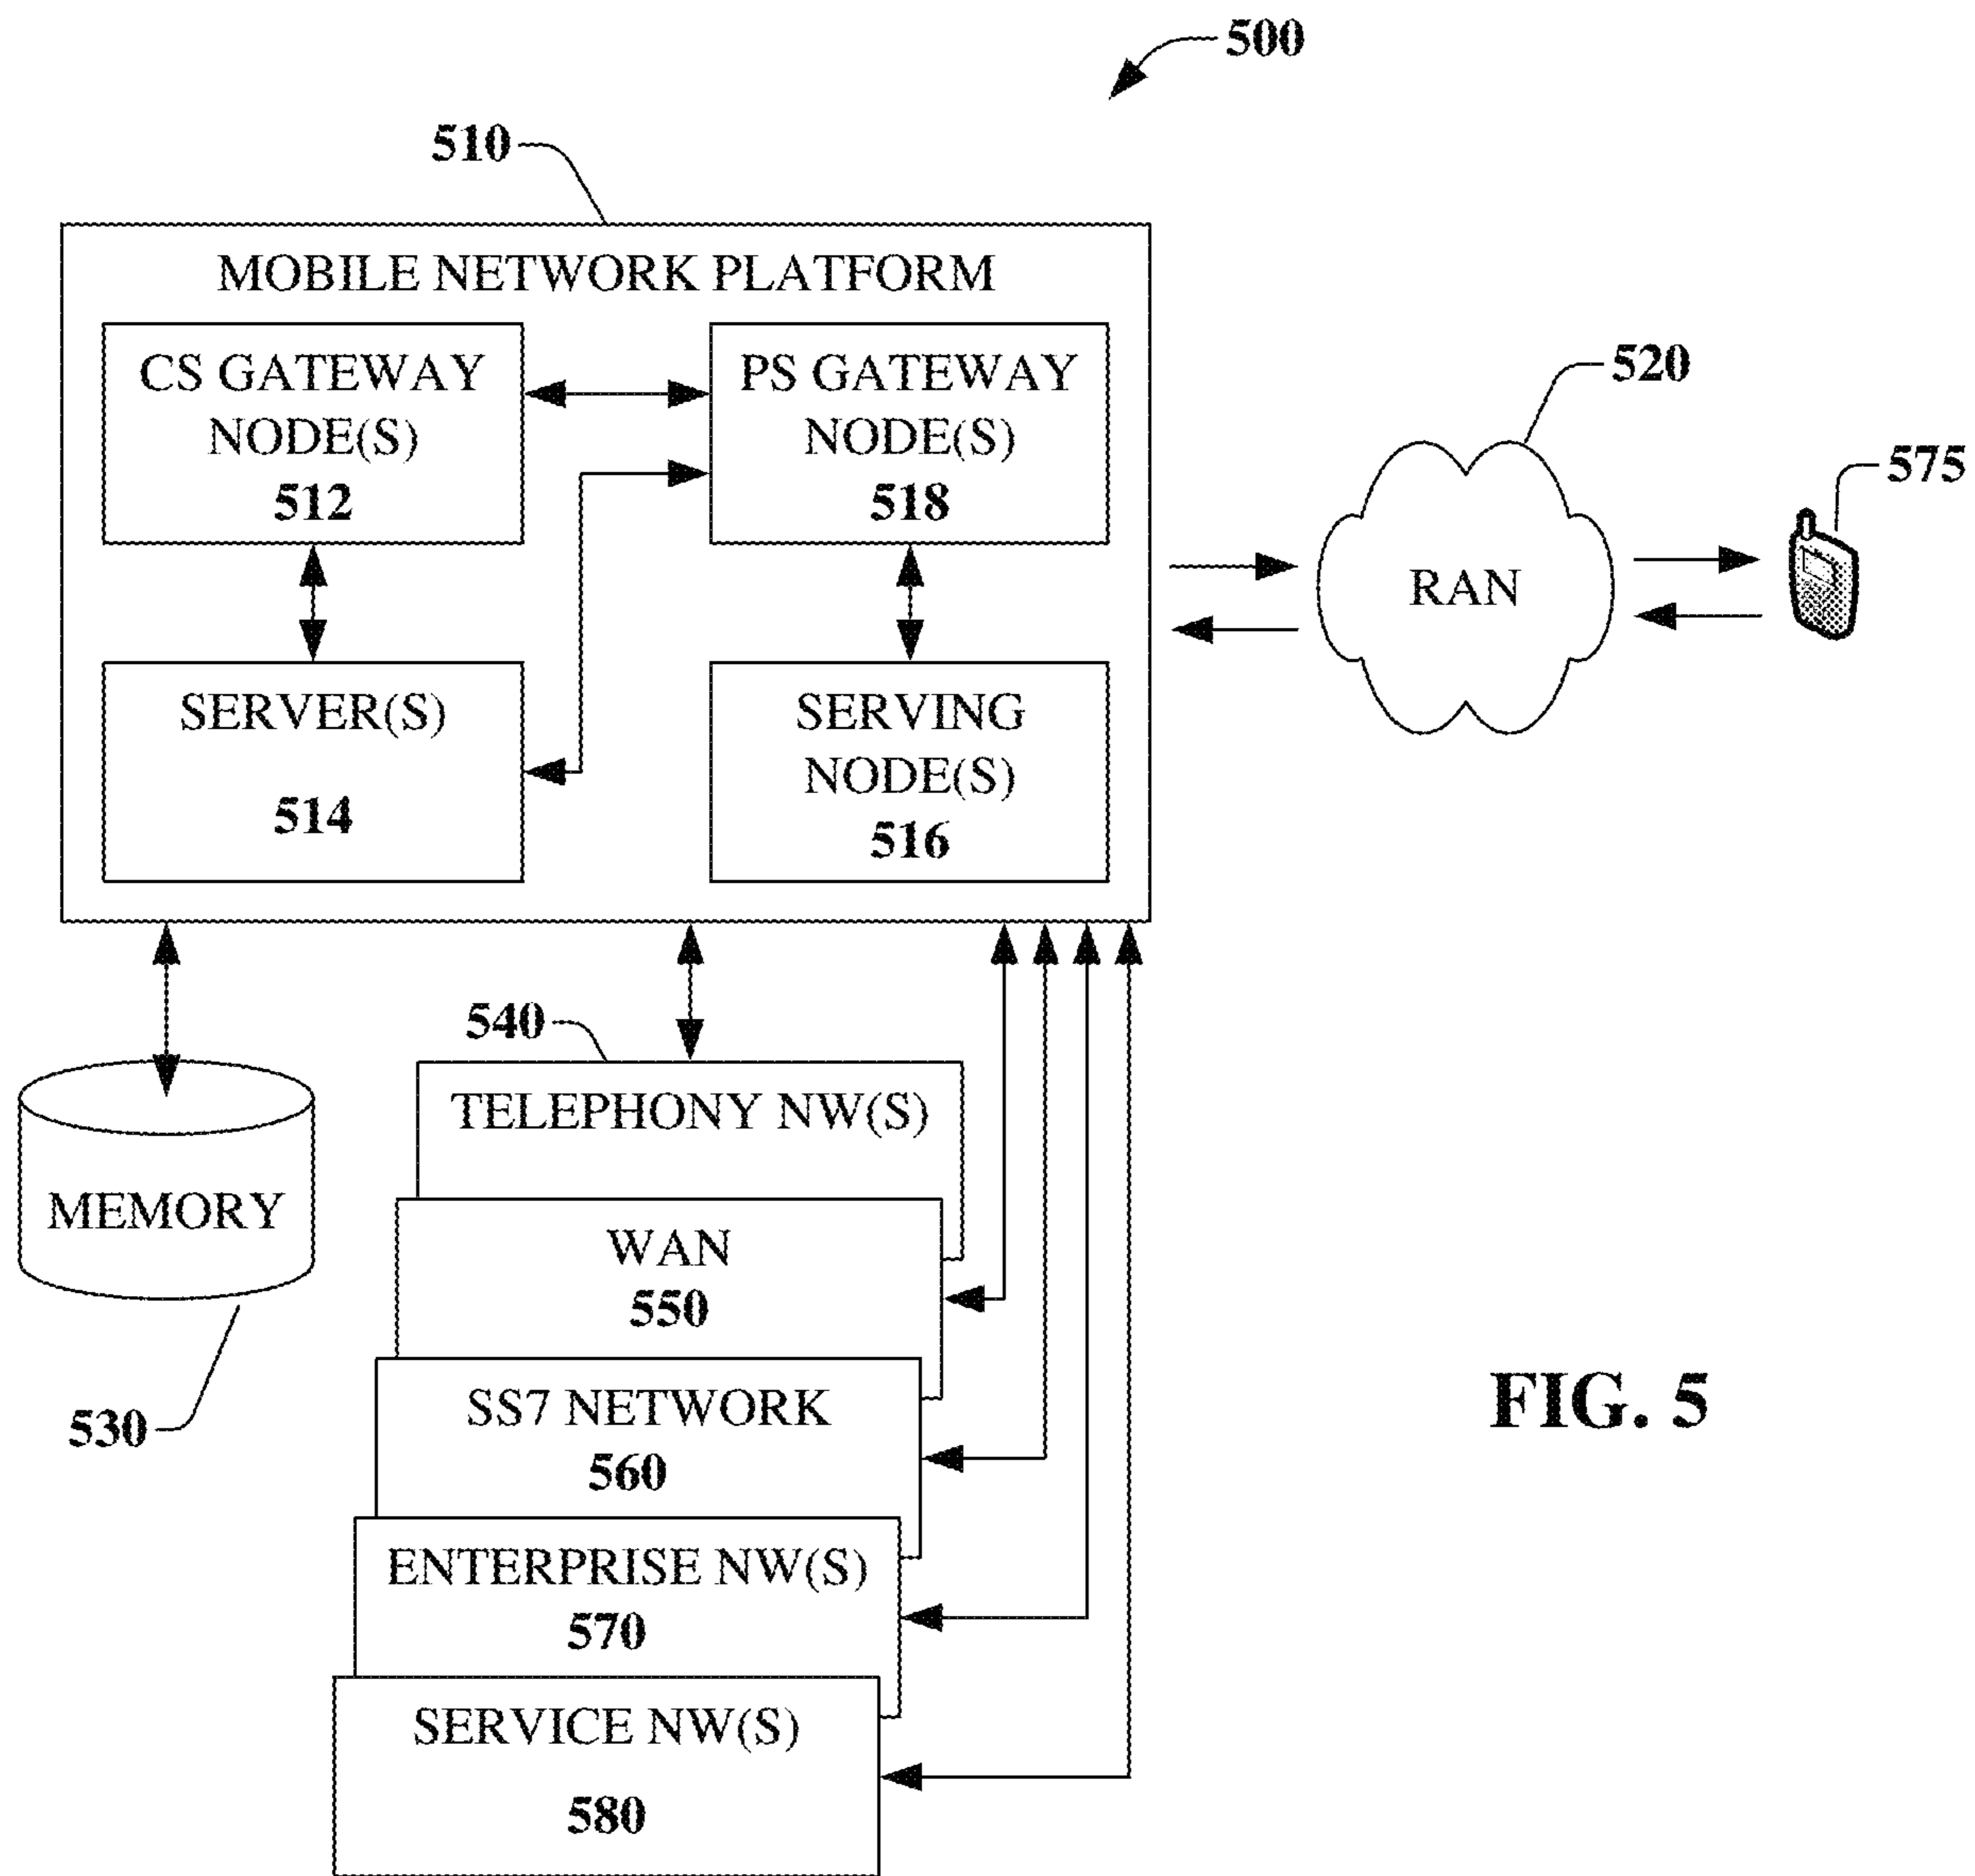 500
510
MOBILE NETWORK PLATFORM
CS GATEWAY
NODE(S)
512
PS GATEWAY
NODE(S)
518
SERVER(S)
514
SERVING
NODE(S)
516
520
RAN
575
540
TELEPHONY NW(S)
MEMORY
530
WAN
550
SS7 NETWORK
560
ENTERPRISE NW(S)
570
SERVICE NW(S)
580
FIG. 5